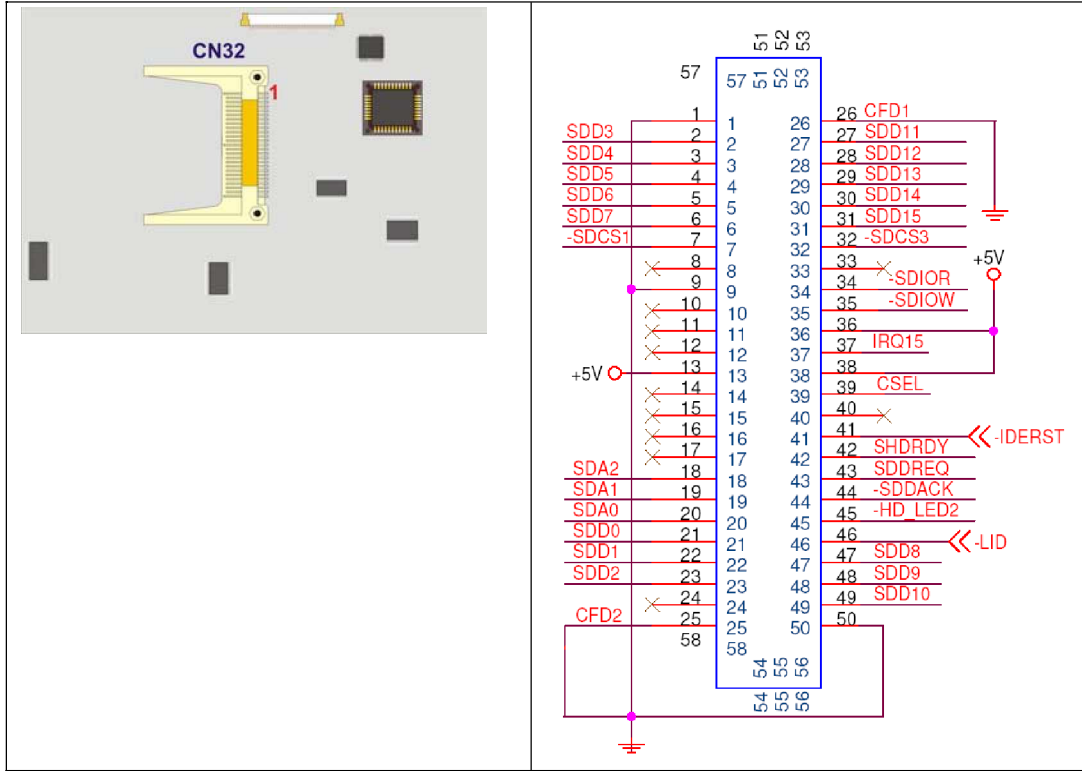 CN32
1
51 52 53
57
57 51 52 53
1 1 26 26 CFD1
SDD3 2 2 27 27 SDD11
SDD4 3 3 28 28 SDD12
SDD5 4 4 29 29 SDD13
SDD6 5 5 30 30 SDD14
SDD7 6 6 31 31 SDD15
-SDCS1 7 7 32 32 -SDCS3
8 8 33 33 +5V
9 9 34 34 -SDIOR
10 10 35 35 -SDIOW
11 11 36 36
12 12 37 37 IRQ15
+5V 13 13 38 38
14 14 39 39 CSEL
15 15 40 40
16 16 41 41 -IDERST
17 17 42 42 SHDRDY
SDA2 18 18 43 43 SDDREQ
SDA1 19 19 44 44 -SDDACK
SDA0 20 20 45 45 -HD_LED2
SDD0 21 21 46 46 -LID
SDD1 22 22 47 47 SDD8
SDD2 23 23 48 48 SDD9
24 24 49 49 SDD10
CFD2 25 25 50 50
58 58
54 55 56
54 55 56